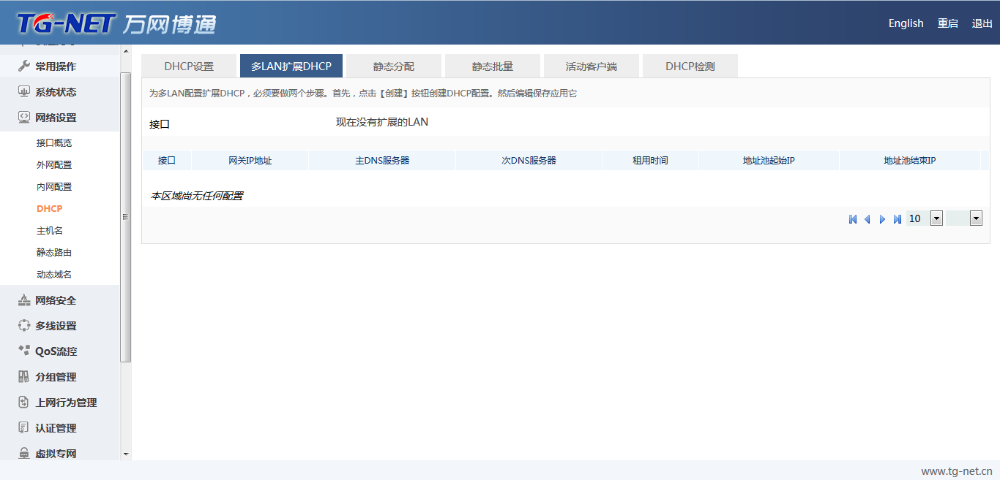 TG-NET 万网博通
English 重启 退出
常用操作
系统状态
网络设置
接口概览
外网配置
内网配置
DHCP
主机名
静态路由
动态域名
网络安全
多线设置
QoS流控
分组管理
上网行为管理
认证管理
虚拟专网
DHCP设置 多LAN扩展DHCP 静态分配 静态批量 活动客户端 DHCP检测
为多LAN配置扩展DHCP，必须要做两个步骤。首先，点击【创建】按钮创建DHCP配置。然后编辑保存应用它
接口 现在没有扩展的LAN
接口 网关IP地址 主DNS服务器 次DNS服务器 租用时间 地址池起始IP 地址池结束IP
本区域尚无任何配置
10
www.tg-net.cn